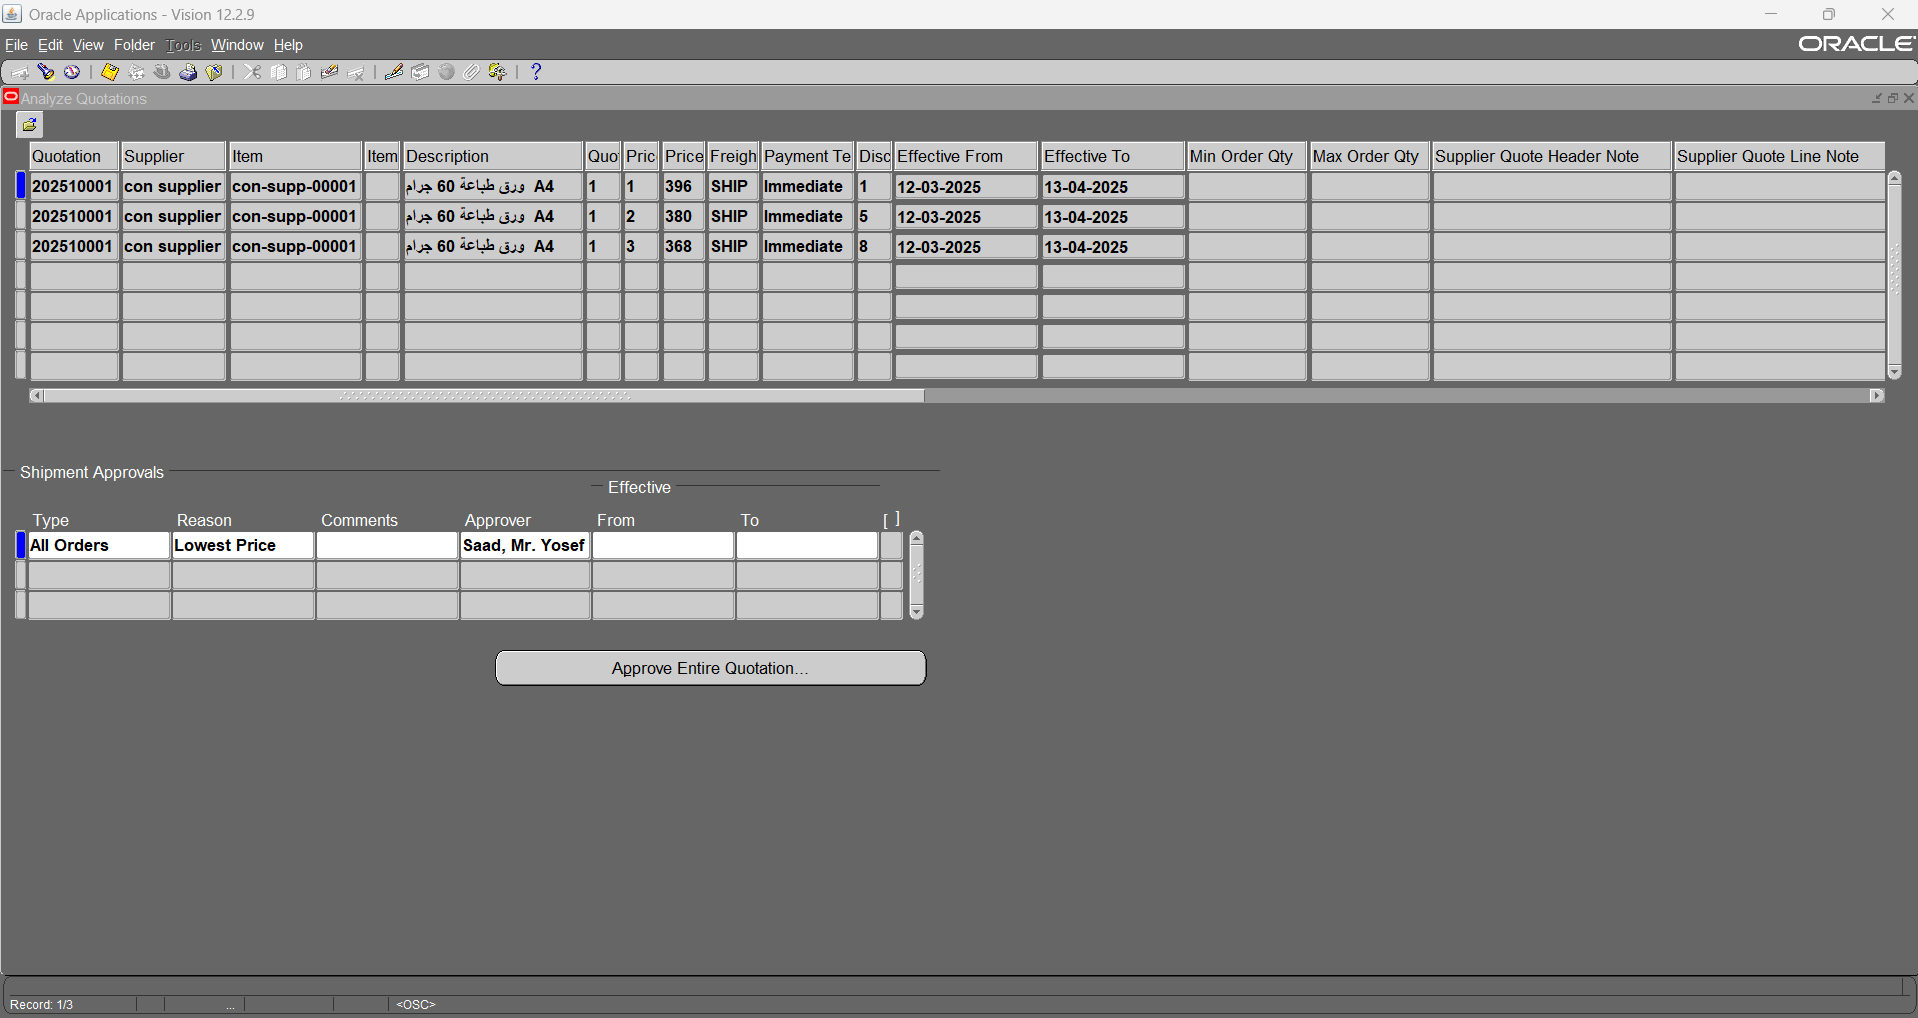 Oracle Applications - Vision 12.2.9
File Edit View Folder Tools Window Help
ORACLE
Analyze Quotations
Quotation Supplier Item Item Description Quo Pric Price Freigh Payment Te Disc Effective From Effective To Min Order Qty Max Order Qty Supplier Quote Header Note Supplier Quote Line Note
202510001 con supplier con-supp-00001 ورق طباعة 60 جرام A4 1 1 396 SHIP Immediate 1 12-03-2025 13-04-2025
202510001 con supplier con-supp-00001 ورق طباعة 60 جرام A4 1 2 380 SHIP Immediate 5 12-03-2025 13-04-2025
202510001 con supplier con-supp-00001 ورق طباعة 60 جرام A4 1 3 368 SHIP Immediate 8 12-03-2025 13-04-2025
Shipment Approvals
Effective
Type Reason Comments Approver From To [ ]
All Orders Lowest Price Saad, Mr. Yosef
Approve Entire Quotation...
Record: 1/3 ... <OSC>